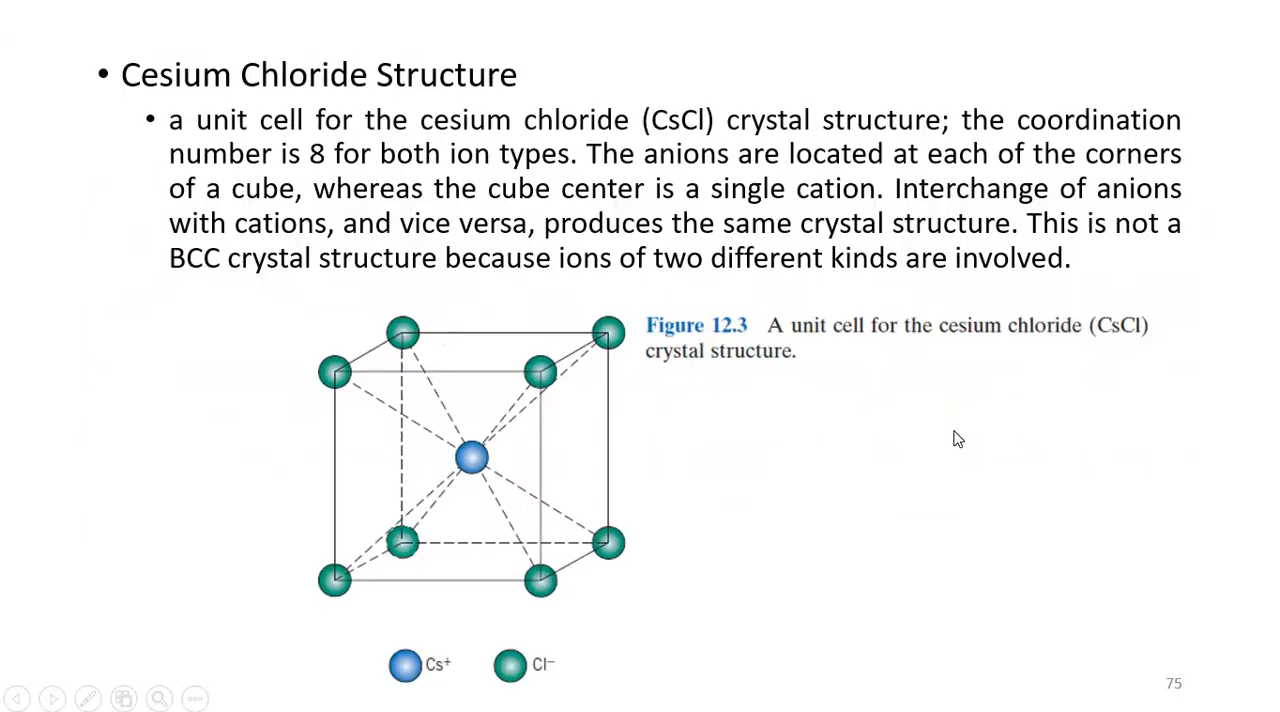 • Cesium Chloride Structure
• a unit cell for the cesium chloride (CsCl) crystal structure; the coordination
number is 8 for both ion types. The anions are located at each of the corners
of a cube, whereas the cube center is a single cation. Interchange of anions
with cations, and vice versa, produces the same crystal structure. This is not a
BCC crystal structure because ions of two different kinds are involved.
Figure 12.3 A unit cell for the cesium chloride (CsCl)
crystal structure.
Cs⁺ Cl⁻
75